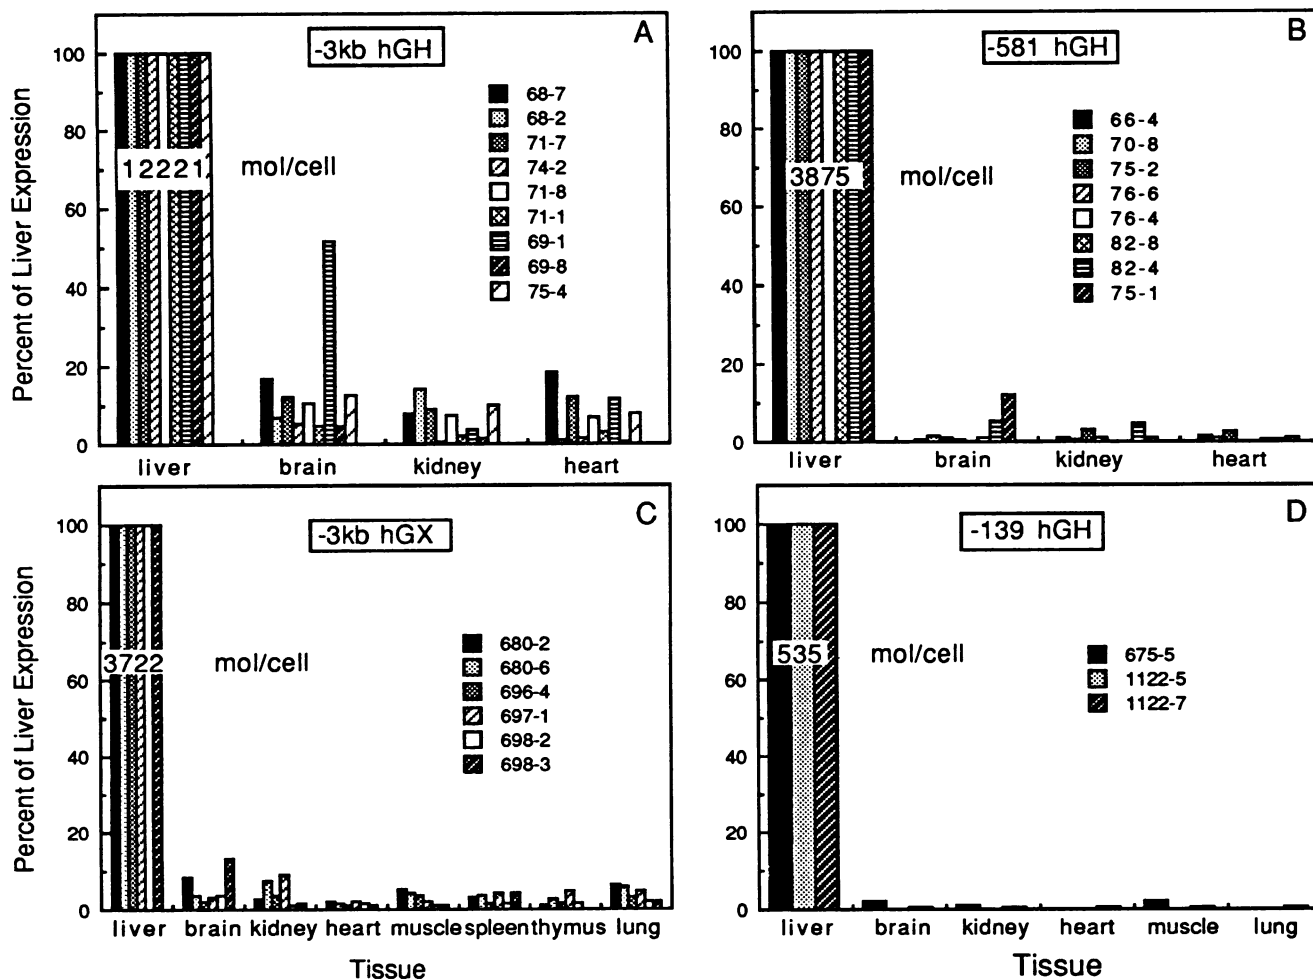 A
-3kb hGH
Percent of Liver Expression
100
80
60
40
20
0
12221 mol/cell
68-7
68-2
71-7
74-2
71-8
71-1
69-1
69-8
75-4
liver brain kidney heart
B
-581 hGH
100
80
60
40
20
0
3875 mol/cell
66-4
70-8
75-2
76-6
76-4
82-8
82-4
75-1
liver brain kidney heart
C
-3kb hGX
Percent of Liver Expression
100
80
60
40
20
0
3722 mol/cell
680-2
680-6
696-4
697-1
698-2
698-3
liver brain kidney heart muscle spleen thymus lung
Tissue
D
-139 hGH
100
80
60
40
20
0
535 mol/cell
675-5
1122-5
1122-7
liver brain kidney heart muscle lung
Tissue